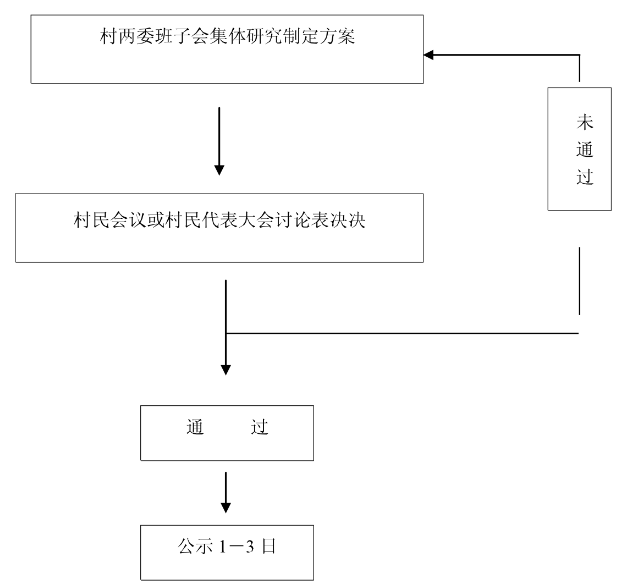 村两委班子会集体研究制定方案
未
通
过
村民会议或村民代表大会讨论表决决
通 过
公示1－3日